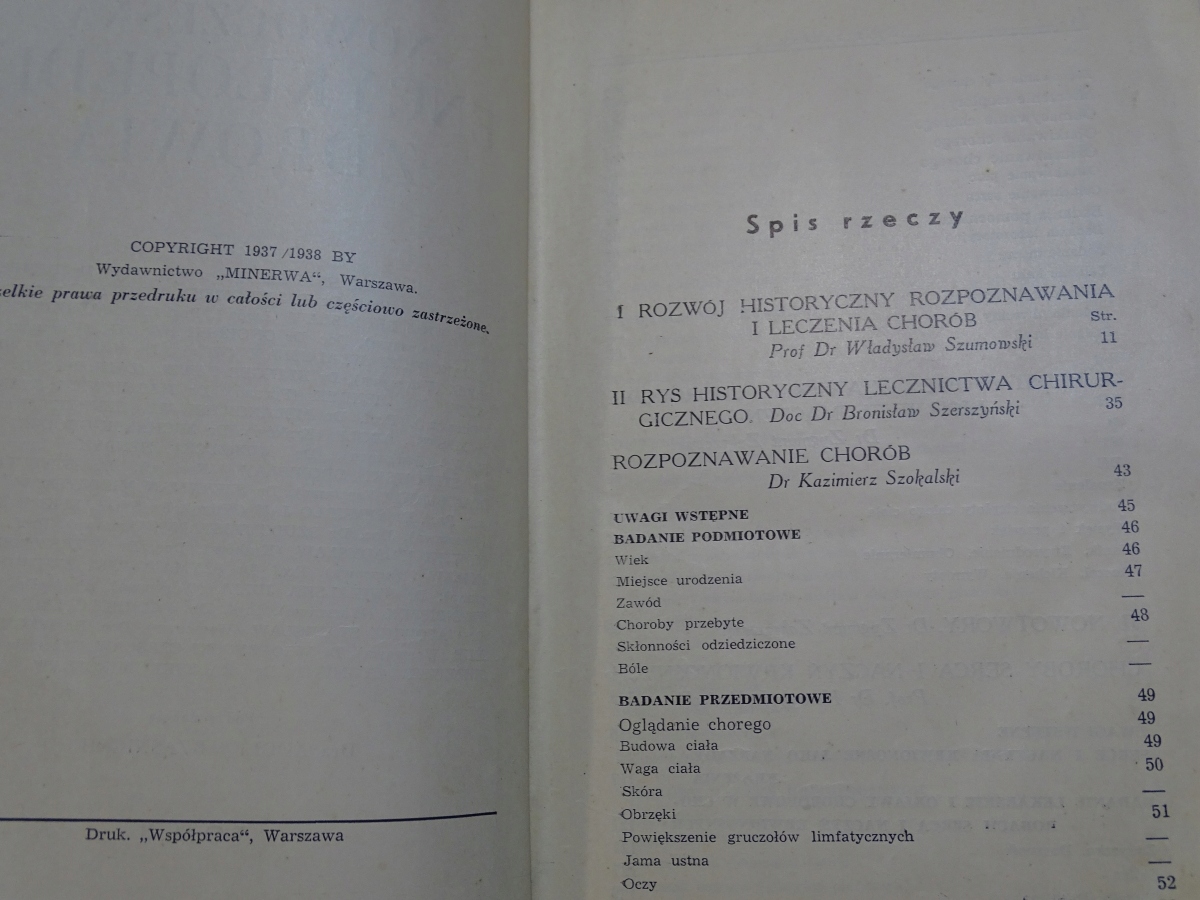 COPYRIGHT 1937/1938 BY
Wydawnictwo „MINERWA“, Warszawa.
prawa przedruku w całości lub częściowo zastrzeżone.
Druk. „Współpraca“, Warszawa
Spis rzeczy
I ROZWÓJ HISTORYCZNY ROZPOZNAWANIA
I LECZENIA CHORÓB Str.
Prof Dr Władysław Szumowski 11
II RYS HISTORYCZNY LECZNICTWA CHIRUR-
GICZNEGO. Doc Dr Bronisław Szerszyński 35
ROZPOZNAWANIE CHORÓB
Dr Kazimierz Szokalski 43
UWAGI WSTĘPNE 45
BADANIE PODMIOTOWE 46
Wiek 46
Miejsce urodzenia 47
Zawód —
Choroby przebyte 48
Skłonności odziedziczone —
Bóle —
BADANIE PRZEDMIOTOWE 49
Oglądanie chorego 49
Budowa ciała 49
Waga ciała 50
Skóra —
Obrzęki 51
Powiększenie gruczołów limfatycznych —
Jama ustna —
Oczy 52